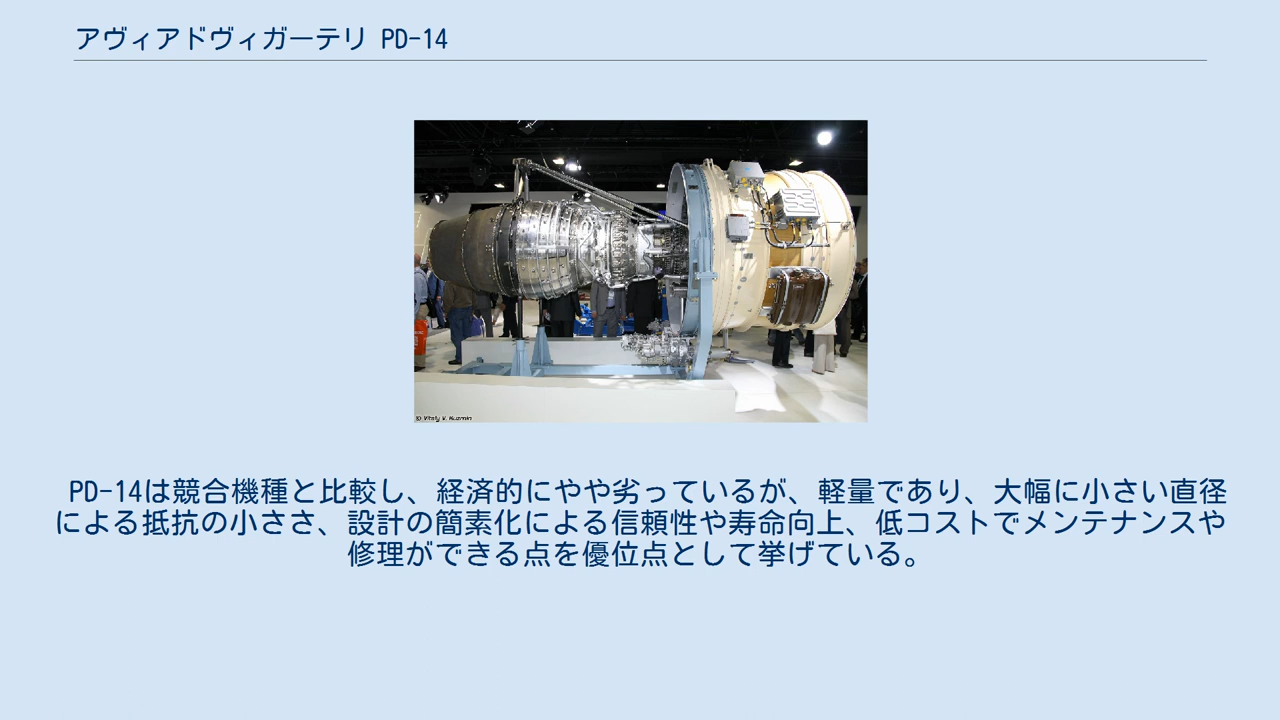 アヴィアドヴィガーテリ PD-14
© Vitaly V. Kuzmin
PD-14は競合機種と比較し、経済的にやや劣っているが、軽量であり、大幅に小さい直径
による抵抗の小ささ、設計の簡素化による信頼性や寿命向上、低コストでメンテナンスや
修理ができる点を優位点として挙げている。